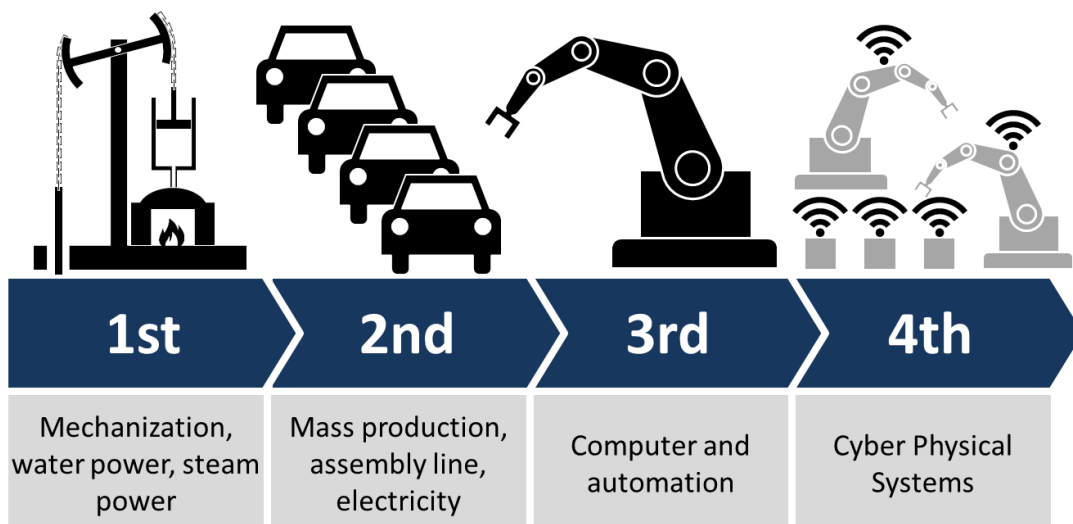 1st
2nd
3rd
4th
Mechanization,
water power, steam
power
Mass production,
assembly line,
electricity
Computer and
automation
Cyber Physical
Systems